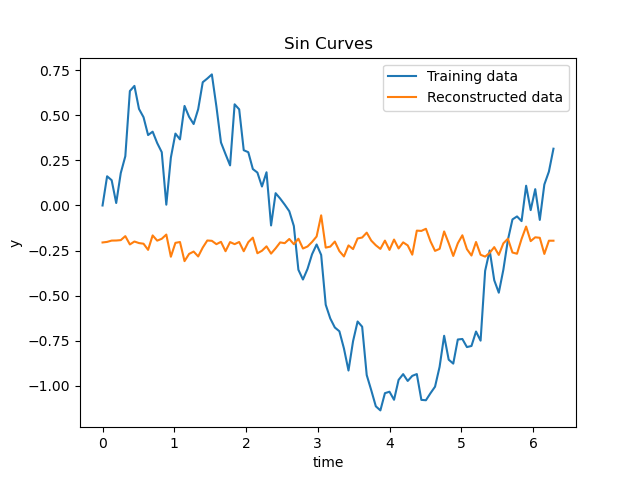 Sin Curves
Training data
Reconstructed data
0.75
0.50
0.25
0.00
−0.25
−0.50
−0.75
−1.00
y
0 1 2 3 4 5 6
time